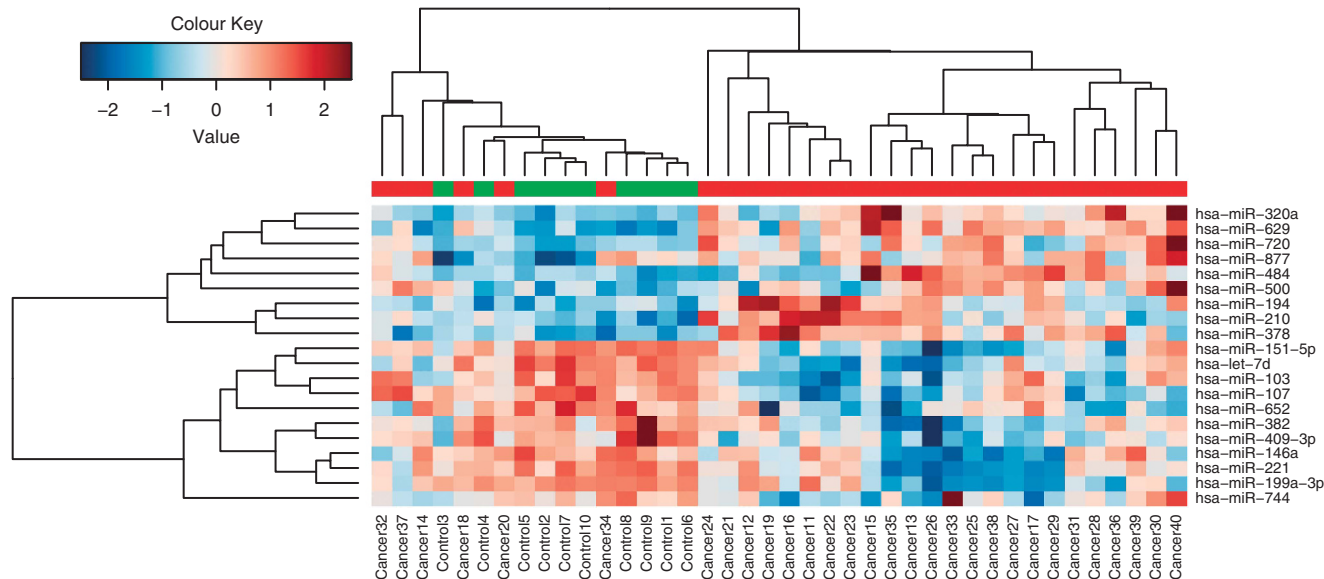 Colour Key
−2 −1 0 1 2
Value
hsa−miR−320a
hsa−miR−629
hsa−miR−720
hsa−miR−877
hsa−miR−484
hsa−miR−500
hsa−miR−194
hsa−miR−210
hsa−miR−378
hsa−miR−151-5p
hsa−let−7d
hsa−miR−103
hsa−miR−107
hsa−miR−652
hsa−miR−382
hsa−miR−409-3p
hsa−miR−146a
hsa−miR−221
hsa−miR−199a-3p
hsa−miR−744
Cancer32
Cancer37
Cancer14
Control3
Cancer18
Control4
Cancer20
Control5
Control2
Control7
Control10
Cancer34
Control8
Control9
Control1
Control6
Cancer24
Cancer21
Cancer12
Cancer19
Cancer16
Cancer11
Cancer22
Cancer23
Cancer15
Cancer35
Cancer13
Cancer26
Cancer33
Cancer25
Cancer38
Cancer27
Cancer17
Cancer29
Cancer31
Cancer28
Cancer36
Cancer39
Cancer30
Cancer40